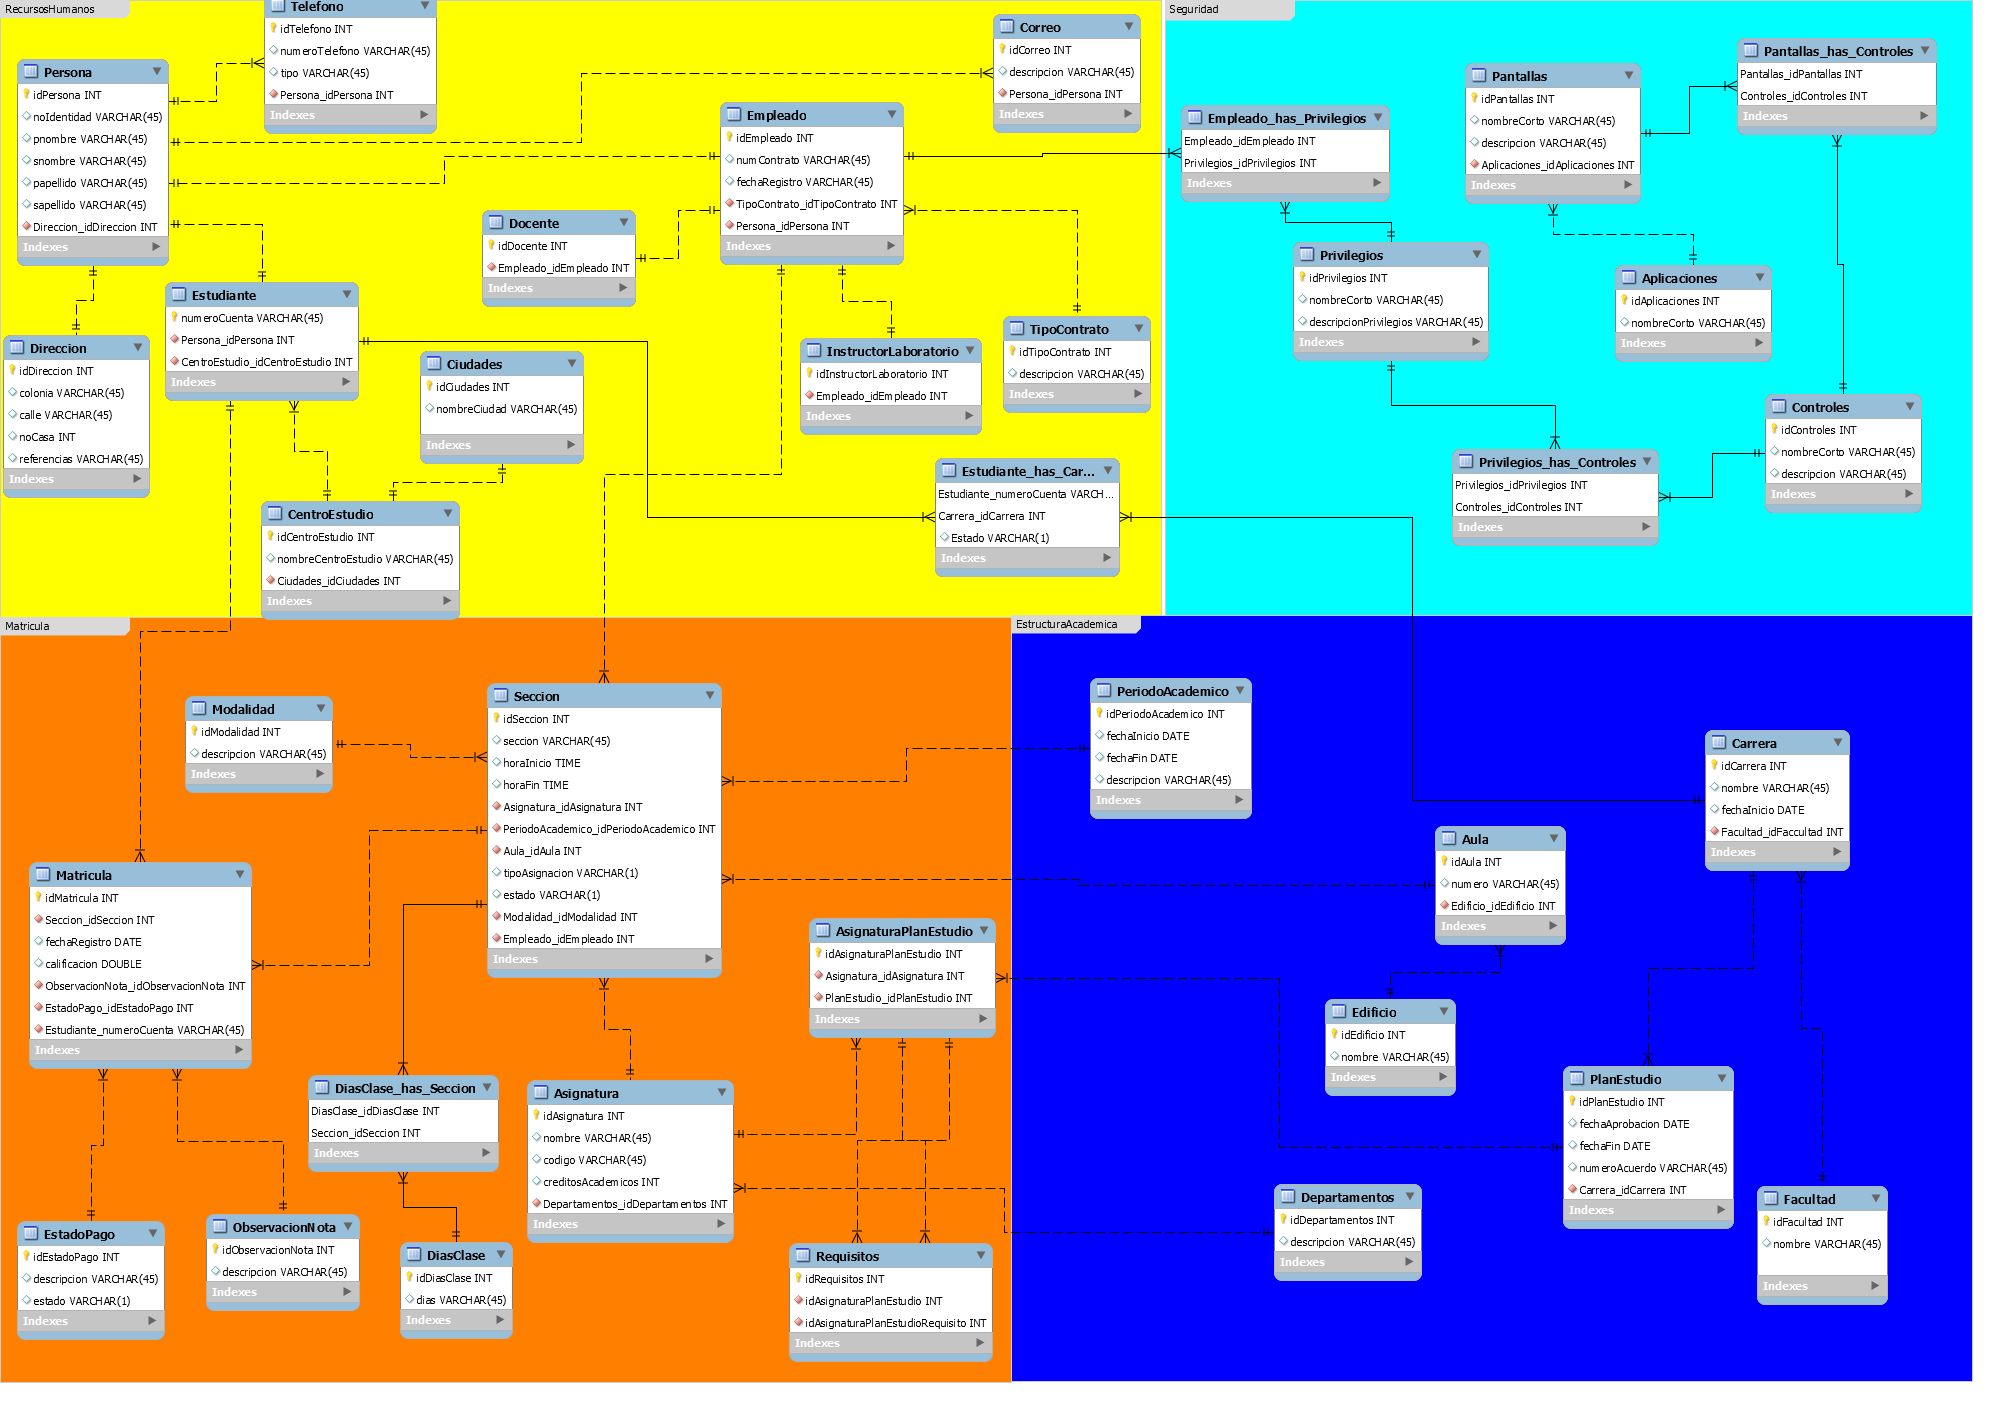 RecursosHumanos
Telefono
idTelefono INT
numeroTelefono VARCHAR(45)
tipo VARCHAR(45)
Persona_idPersona INT
Indexes
Correo
idCorreo INT
descripcion VARCHAR(45)
Persona_idPersona INT
Indexes
Persona
idPersona INT
noIdentidad VARCHAR(45)
pnombre VARCHAR(45)
snombre VARCHAR(45)
papellido VARCHAR(45)
sapellido VARCHAR(45)
Direccion_idDireccion INT
Indexes
Empleado
idEmpleado INT
numContrato VARCHAR(45)
fechaRegistro VARCHAR(45)
TipoContrato_idTipoContrato INT
Persona_idPersona INT
Indexes
Docente
idDocente INT
Empleado_idEmpleado INT
Indexes
Estudiante
numeroCuenta VARCHAR(45)
Persona_idPersona INT
CentroEstudio_idCentroEstudio INT
Indexes
Direccion
idDireccion INT
colonia VARCHAR(45)
calle VARCHAR(45)
noCasa INT
referencias VARCHAR(45)
Indexes
Ciudades
idCiudades INT
nombreCiudad VARCHAR(45)
Indexes
InstructorLaboratorio
idInstructorLaboratorio INT
Empleado_idEmpleado INT
Indexes
TipoContrato
idTipoContrato INT
descripcion VARCHAR(45)
Indexes
CentroEstudio
idCentroEstudio INT
nombreCentroEstudio VARCHAR(45)
Ciudades_idCiudades INT
Indexes
Estudiante_has_Car...
Estudiante_numeroCuenta VARCH...
Carrera_idCarrera INT
Estado VARCHAR(1)
Indexes
Seguridad
Pantallas_has_Controles
Pantallas_idPantallas INT
Controles_idControles INT
Indexes
Pantallas
idPantallas INT
nombreCorto VARCHAR(45)
descripcion VARCHAR(45)
Aplicaciones_idAplicaciones INT
Indexes
Empleado_has_Privilegios
Empleado_idEmpleado INT
Privilegios_idPrivilegios INT
Indexes
Privilegios
idPrivilegios INT
nombreCorto VARCHAR(45)
descripcionPrivilegios VARCHAR(45)
Indexes
Aplicaciones
idAplicaciones INT
nombreCorto VARCHAR(45)
Indexes
Controles
idControles INT
nombreCorto VARCHAR(45)
descripcion VARCHAR(45)
Indexes
Privilegios_has_Controles
Privilegios_idPrivilegios INT
Controles_idControles INT
Indexes
Matricula
Modalidad
idModalidad INT
descripcion VARCHAR(45)
Indexes
Seccion
idSeccion INT
seccion VARCHAR(45)
horaInicio TIME
horaFin TIME
Asignatura_idAsignatura INT
PeriodoAcademico_idPeriodoAcademico INT
Aula_idAula INT
tipoAsignacion VARCHAR(1)
estado VARCHAR(1)
Modalidad_idModalidad INT
Empleado_idEmpleado INT
Indexes
Matricula
idMatricula INT
Seccion_idSeccion INT
fechaRegistro DATE
calificacion DOUBLE
ObservacionNota_idObservacionNota INT
EstadoPago_idEstadoPago INT
Estudiante_numeroCuenta VARCHAR(45)
Indexes
AsignaturaPlanEstudio
idAsignaturaPlanEstudio INT
Asignatura_idAsignatura INT
PlanEstudio_idPlanEstudio INT
Indexes
DiasClase_has_Seccion
DiasClase_idDiasClase INT
Seccion_idSeccion INT
Indexes
Asignatura
idAsignatura INT
nombre VARCHAR(45)
codigo VARCHAR(45)
creditosAcademicos INT
Departamentos_idDepartamentos INT
Indexes
EstadoPago
idEstadoPago INT
descripcion VARCHAR(45)
estado VARCHAR(1)
Indexes
ObservacionNota
idObservacionNota INT
descripcion VARCHAR(45)
Indexes
DiasClase
idDiasClase INT
dias VARCHAR(45)
Indexes
Requisitos
idRequisitos INT
idAsignaturaPlanEstudio INT
idAsignaturaPlanEstudioRequisito INT
Indexes
EstructuraAcademica
PeriodoAcademico
idPeriodoAcademico INT
fechaInicio DATE
fechaFin DATE
descripcion VARCHAR(45)
Indexes
Carrera
idCarrera INT
nombre VARCHAR(45)
fechaInicio DATE
Facultad_idFaccultad INT
Indexes
Aula
idAula INT
numero VARCHAR(45)
Edificio_idEdificio INT
Indexes
Edificio
idEdificio INT
nombre VARCHAR(45)
Indexes
PlanEstudio
idPlanEstudio INT
fechaAprobacion DATE
fechaFin DATE
numeroAcuerdo VARCHAR(45)
Carrera_idCarrera INT
Indexes
Departamentos
idDepartamentos INT
descripcion VARCHAR(45)
Indexes
Facultad
idFacultad INT
nombre VARCHAR(45)
Indexes